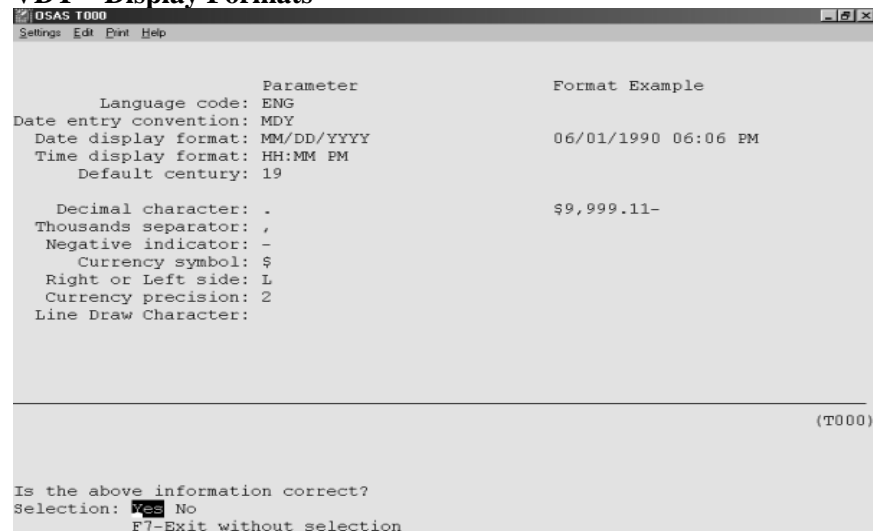 VDT – Display Formats
OSAS T000
Settings Edit Print Help
Parameter Format Example
Language code: ENG
Date entry convention: MDY
Date display format: MM/DD/YYYY 06/01/1990 06:06 PM
Time display format: HH:MM PM
Default century: 19
Decimal character: . $9,999.11-
Thousands separator: ,
Negative indicator: -
Currency symbol: $
Right or Left side: L
Currency precision: 2
Line Draw Character:
(T000)
Is the above information correct?
Selection: Yes No
F7-Exit without selection